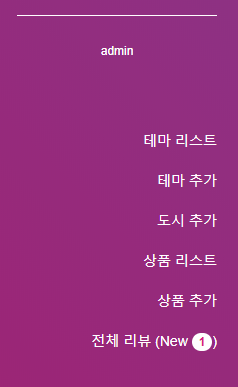 admin
테마 리스트
테마 추가
도시 추가
상품 리스트
상품 추가
전체 리뷰 (New 1)